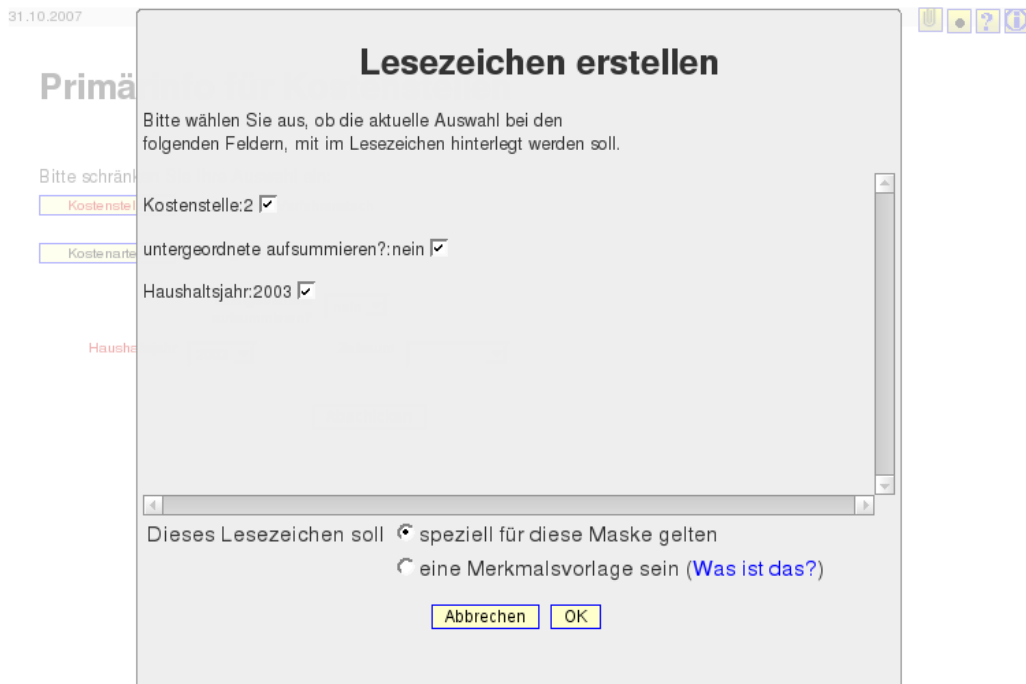 31.10.2007
Lesezeichen erstellen
Primä
Bitte wählen Sie aus, ob die aktuelle Auswahl bei den
folgenden Feldern, mit im Lesezeichen hinterlegt werden soll.
Bitte schränk
Kostenstel
Kostenstelle:2
Kostenarte
untergeordnete aufsummieren?:nein
Haushaltsjahr:2003
Hausha
Dieses Lesezeichen soll speziell für diese Maske gelten
eine Merkmalsvorlage sein (Was ist das?)
Abbrechen OK